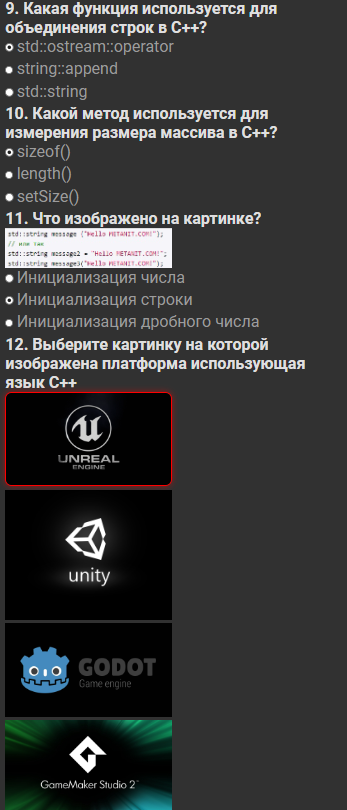 9. Какая функция используется для
объединения строк в C++?
std::ostream::operator
string::append
std::string
10. Какой метод используется для
измерения размера массива в C++?
sizeof()
length()
setSize()
11. Что изображено на картинке?
std::string message ("Hello METANIT.COM!");
// или так
std::string message2 = "Hello METANIT.COM!";
std::string message3{"Hello METANIT.COM!"};
Инициализация числа
Инициализация строки
Инициализация дробного числа
12. Выберите картинку на которой
изображена платформа использующая
язык C++
UNREAL
ENGINE
unity
GODOT
Game engine
GameMaker Studio 2